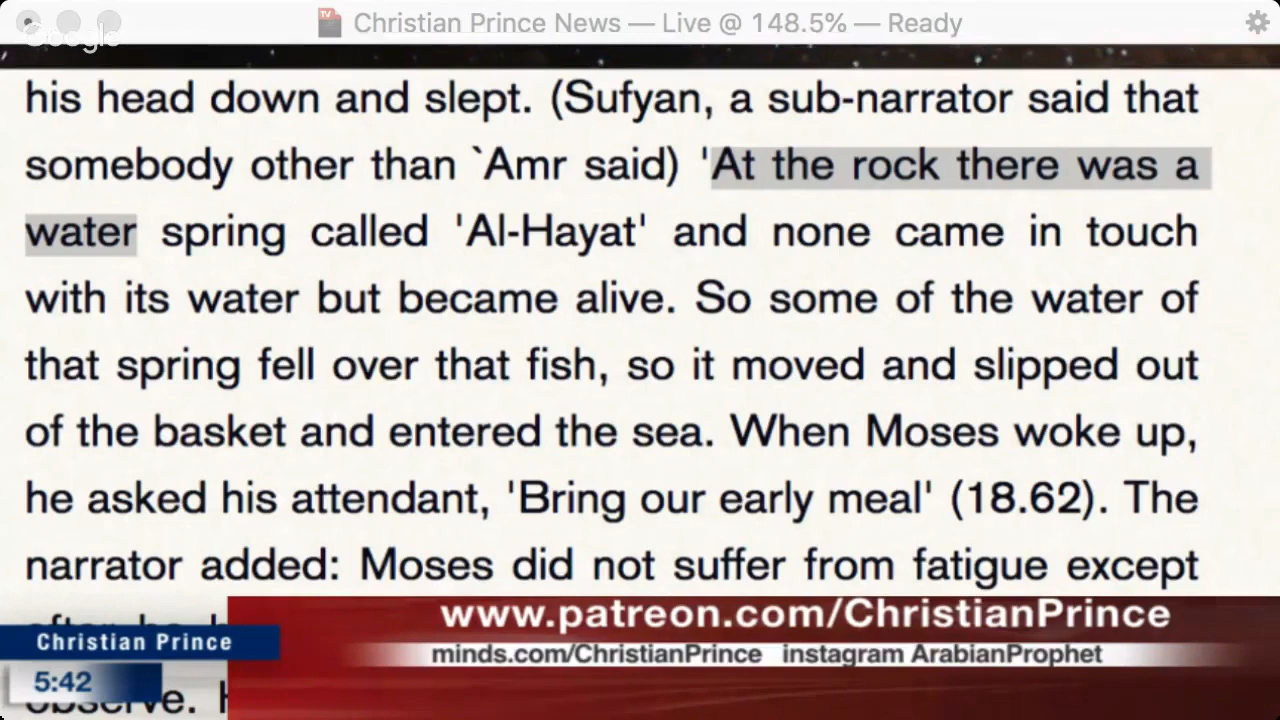 Christian Prince News — Live @ 148.5% — Ready
Google
his head down and slept. (Sufyan, a sub-narrator said that
somebody other than `Amr said) 'At the rock there was a
water spring called 'Al-Hayat' and none came in touch
with its water but became alive. So some of the water of
that spring fell over that fish, so it moved and slipped out
of the basket and entered the sea. When Moses woke up,
he asked his attendant, 'Bring our early meal' (18.62). The
narrator added: Moses did not suffer from fatigue except
www.patreon.com/ChristianPrince
Christian Prince
minds.com/ChristianPrince instagram ArabianProphet
5:42
observe.